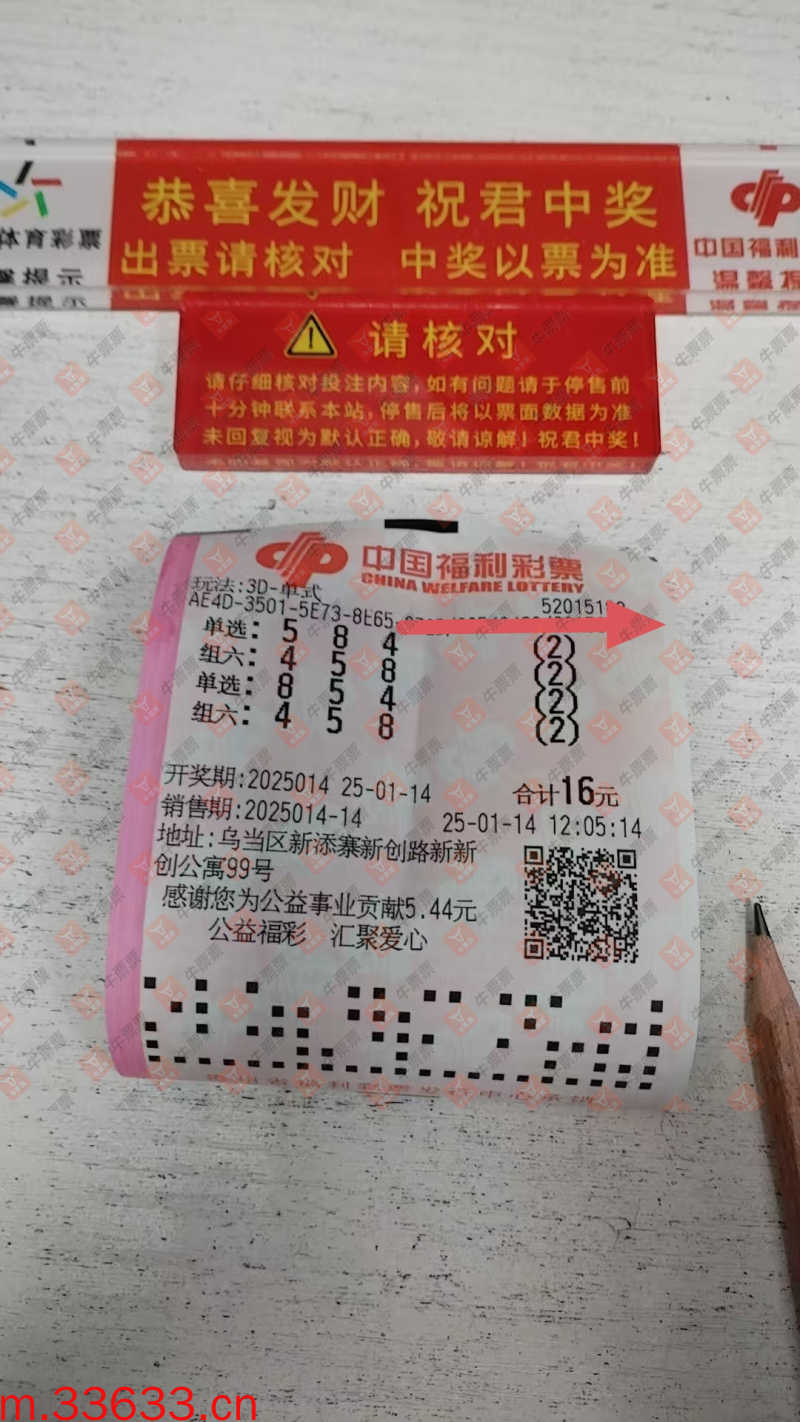 恭喜发财 祝君中奖
体育彩票
出票请核对 中奖以票为准
中国福利
提示
温馨提
请核对
请仔细核对投注内容,如有问题请于停售前
十分钟联系本站,停售后将以票面数据为准
未回复视为默认正确,敬请谅解!祝君中奖!
中国福利彩票
CHINA WELFARE LOTTERY
玩法:3D-单式
AE4D-3501-5E73-8E65-
52015
单选: 5 8 4 (2)
组六: 4 5 8 (2)
单选: 8 5 4 (2)
组六: 4 5 8 (2)
开奖期:2025014 25-01-14 合计16元
销售期:2025014-14 25-01-14 12:05:14
地址:乌当区新添寨新创路新新
创公寓99号
感谢您为公益事业贡献5.44元
公益福彩 汇聚爱心
牛票票
m.33633.cn